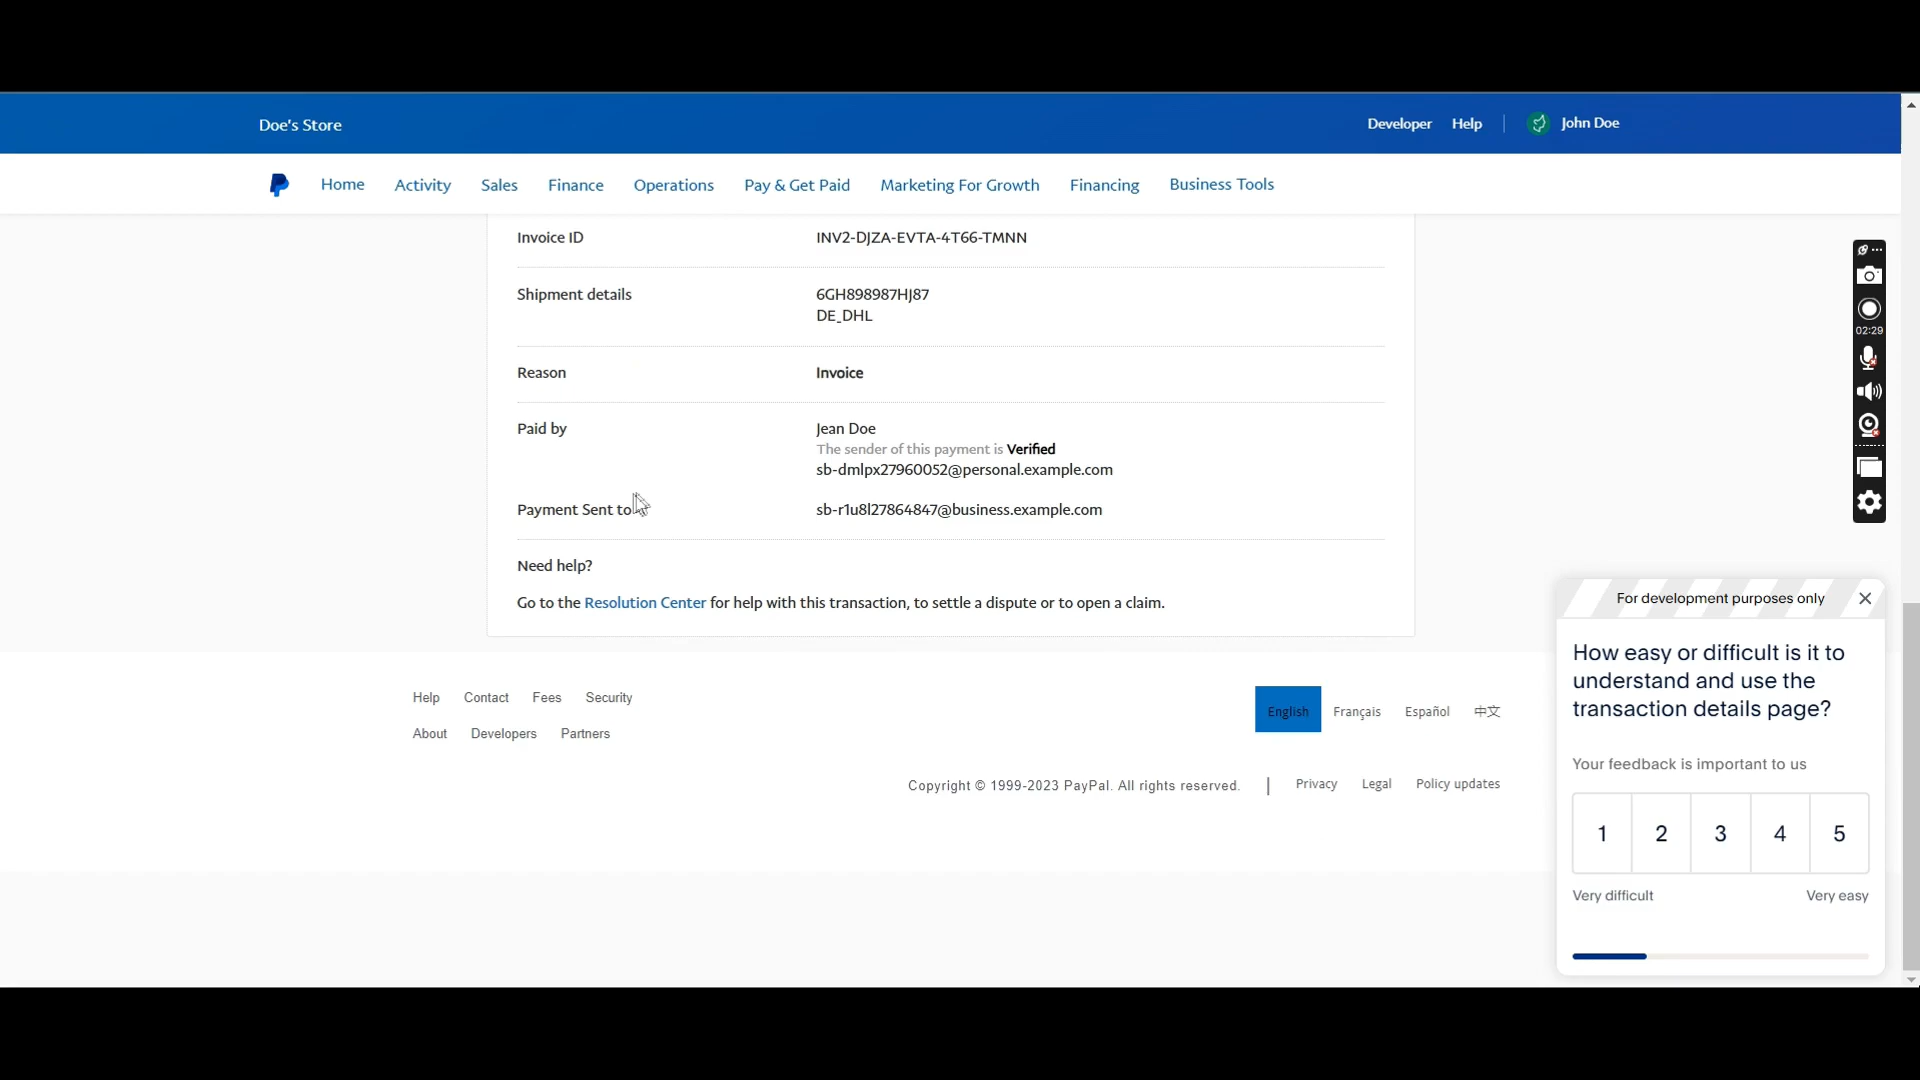 Doe's Store
Developer Help John Doe
Home Activity Sales Finance Operations Pay & Get Paid Marketing For Growth Financing Business Tools
Invoice ID INV2-DJZA-EVTA-4T66-TMNN
Shipment details 6GH898987HJ87
DE_DHL
Reason Invoice
Paid by Jean Doe
The sender of this payment is Verified
sb-dmlpx27960052@personal.example.com
Payment Sent to sb-r1u8l27864847@business.example.com
Need help?
Go to the Resolution Center for help with this transaction, to settle a dispute or to open a claim.
Help Contact Fees Security
About Developers Partners
English Français Español 中文
Copyright © 1999-2023 PayPal. All rights reserved. | Privacy Legal Policy updates
02:29
For development purposes only
How easy or difficult is it to
understand and use the
transaction details page?
Your feedback is important to us
1 2 3 4 5
Very difficult Very easy